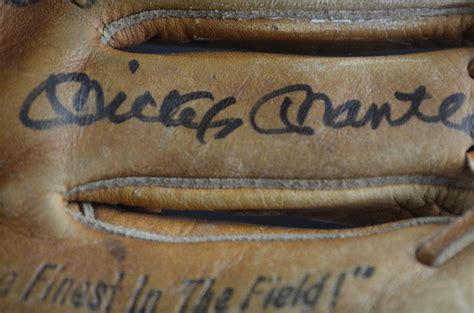 Mickey Mantle
Finest In The Field!"